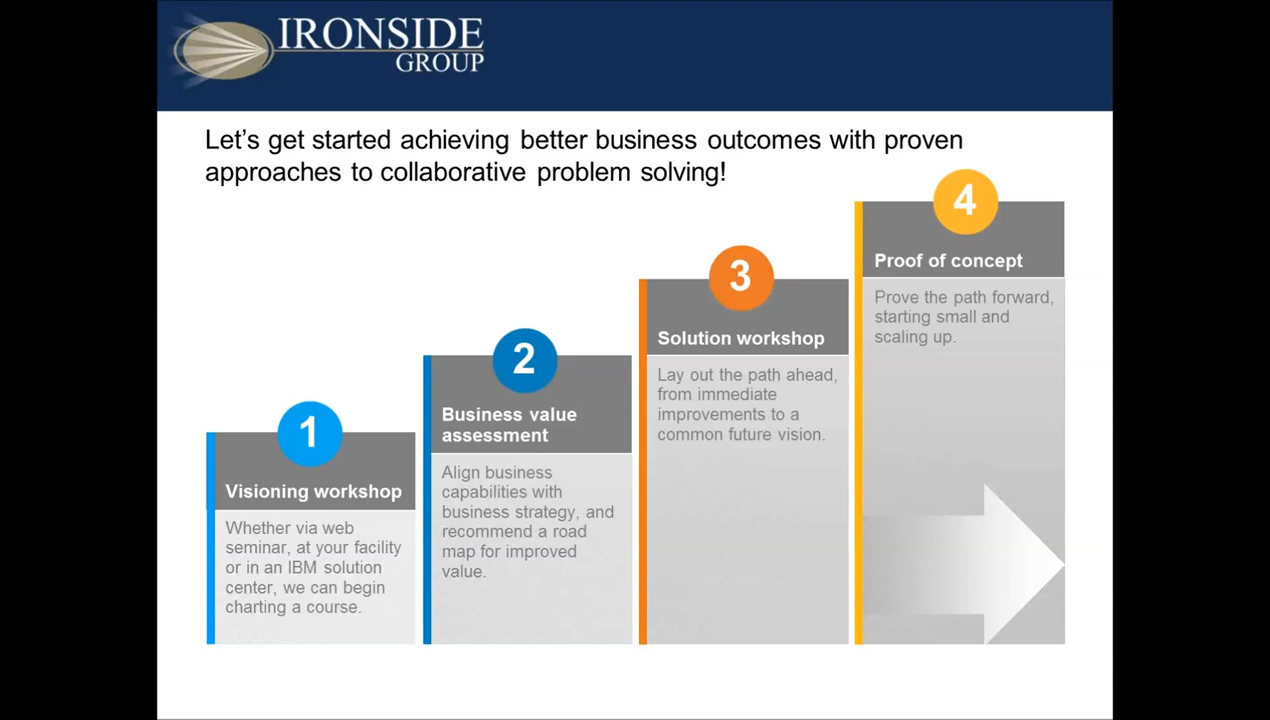 IRONSIDE
GROUP
Let’s get started achieving better business outcomes with proven
approaches to collaborative problem solving!
1
Visioning workshop
Whether via web
seminar, at your facility
or in an IBM solution
center, we can begin
charting a course.
2
Business value
assessment
Align business
capabilities with
business strategy, and
recommend a road
map for improved
value.
3
Solution workshop
Lay out the path ahead,
from immediate
improvements to a
common future vision.
4
Proof of concept
Prove the path forward,
starting small and
scaling up.